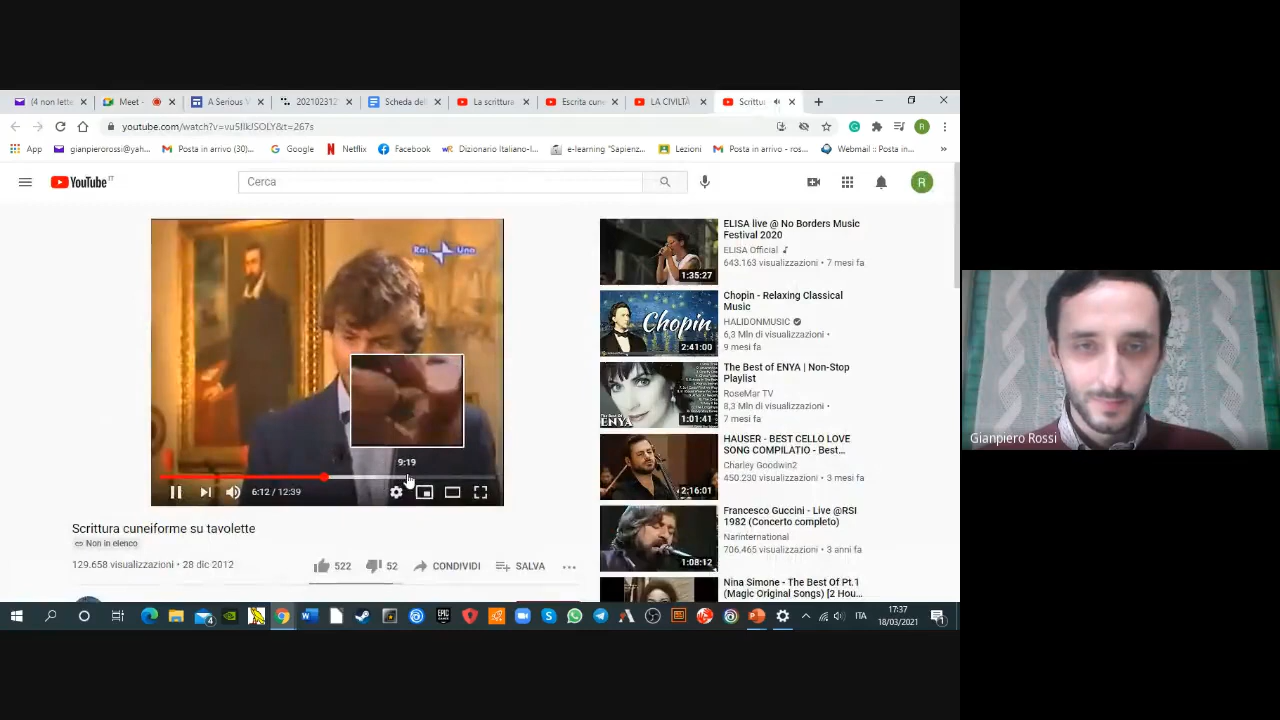 (4 non lette
Meet -
A Serious V
2021023121
Scheda del
La scrittura
Escrita cune
LA CIVILTÀ
Scrittu
youtube.com/watch?v=vu5IIkJSOLY&t=267s
App
gianpierorossi@yah...
Posta in arrivo (30)...
Google
Netflix
Facebook
Dizionario Italiano-I...
e-learning "Sapienz...
Lezioni
Posta in arrivo - ros...
Webmail :: Posta in...
»
YouTube IT
Cerca
R
Rai Uno
9:19
6:12 / 12:39
Scrittura cuneiforme su tavolette
Non in elenco
129.658 visualizzazioni • 28 dic 2012
522
52
CONDIVIDI
SALVA
ELISA live @ No Borders Music
Festival 2020
ELISA Official
643.163 visualizzazioni • 7 mesi fa
1:35:27
Chopin - Relaxing Classical
Music
HALIDONMUSIC
6,3 Mln di visualizzazioni •
9 mesi fa
Chopin
2:41:00
The Best of ENYA | Non-Stop
Playlist
RoseMar TV
8,3 Mln di visualizzazioni •
7 mesi fa
ENYA
1:01:41
HAUSER - BEST CELLO LOVE
SONG COMPILATIO - Best...
Charley Goodwin2
450.230 visualizzazioni • 3 mesi fa
2:16:01
Francesco Guccini - Live @RSI
1982 (Concerto completo)
Narinternational
706.465 visualizzazioni • 3 anni fa
1:08:12
Nina Simone - The Best Of Pt.1
(Magic Original Songs) [2 Hou...
ITA
17:37
18/03/2021
Gianpiero Rossi